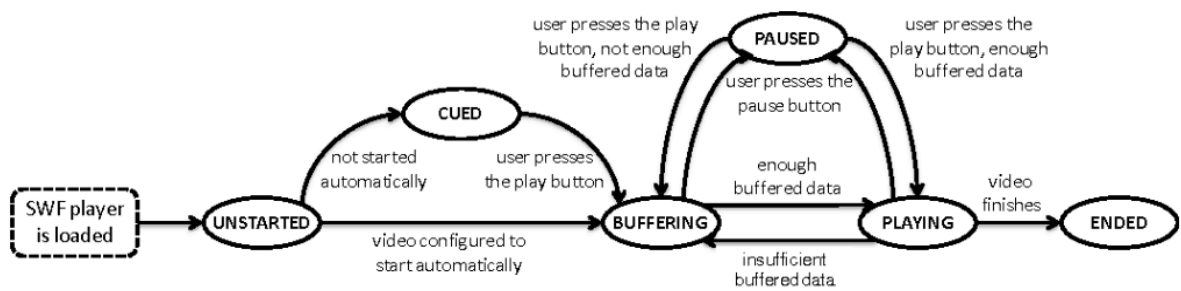 user presses the play
button, not enough
buffered data
PAUSED
user presses the
play button, enough
buffered data
user presses the
pause button
CUED
not started
automatically
user presses
the play button
enough
buffered data
video
finishes
SWF player
is loaded
UNSTARTED
BUFFERING
PLAYING
ENDED
video configured to
start automatically
insufficient
buffered data